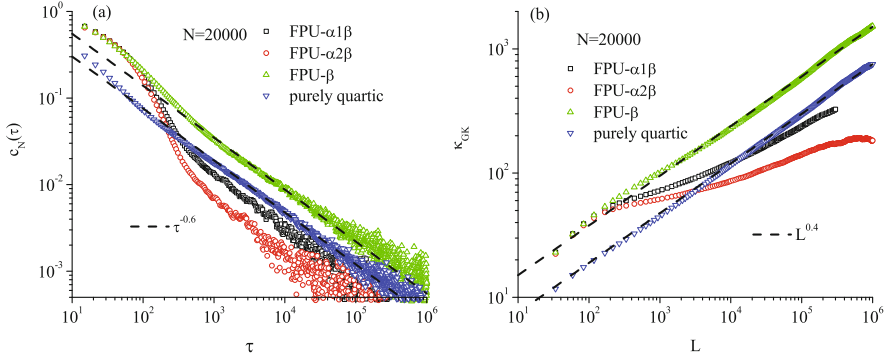 (a)
N=20000
FPU-α1β
FPU-α2β
FPU-β
purely quartic
τ^-0.6
c_N(τ)
10^0
10^-1
10^-2
10^-3
10^1 10^2 10^3 10^4 10^5 10^6
τ
(b)
N=20000
FPU-α1β
FPU-α2β
FPU-β
purely quartic
L^0.4
κ_GK
10^3
10^2
10^1
10^1 10^2 10^3 10^4 10^5 10^6
L